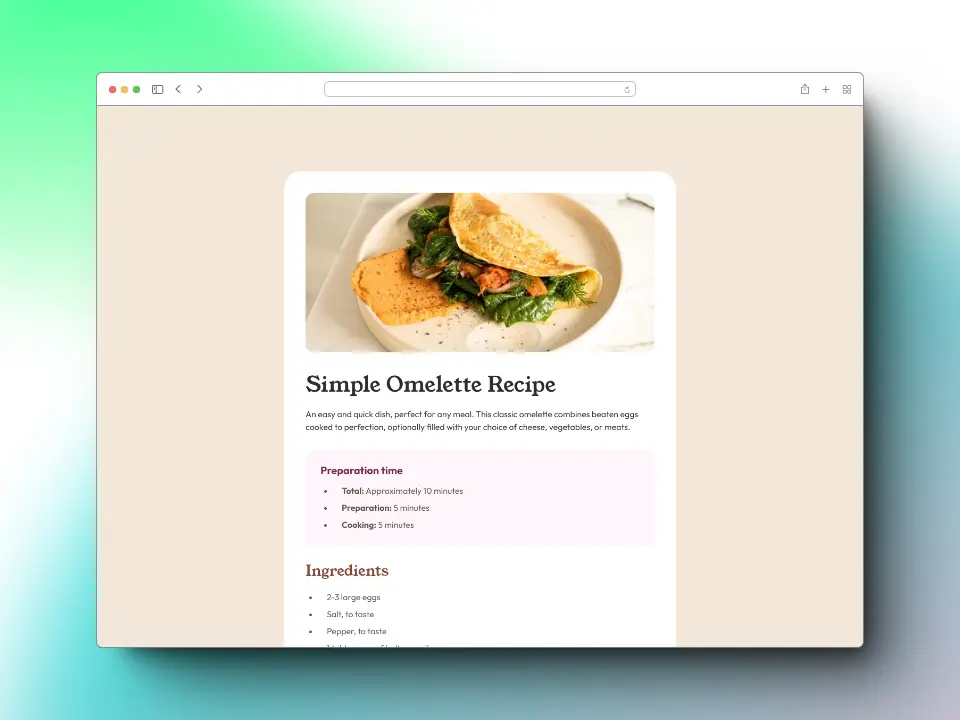 Simple Omelette Recipe
An easy and quick dish, perfect for any meal. This classic omelette combines beaten eggs
cooked to perfection, optionally filled with your choice of cheese, vegetables, or meats.
Preparation time
• Total: Approximately 10 minutes
• Preparation: 5 minutes
• Cooking: 5 minutes
Ingredients
• 2-3 large eggs
• Salt, to taste
• Pepper, to taste